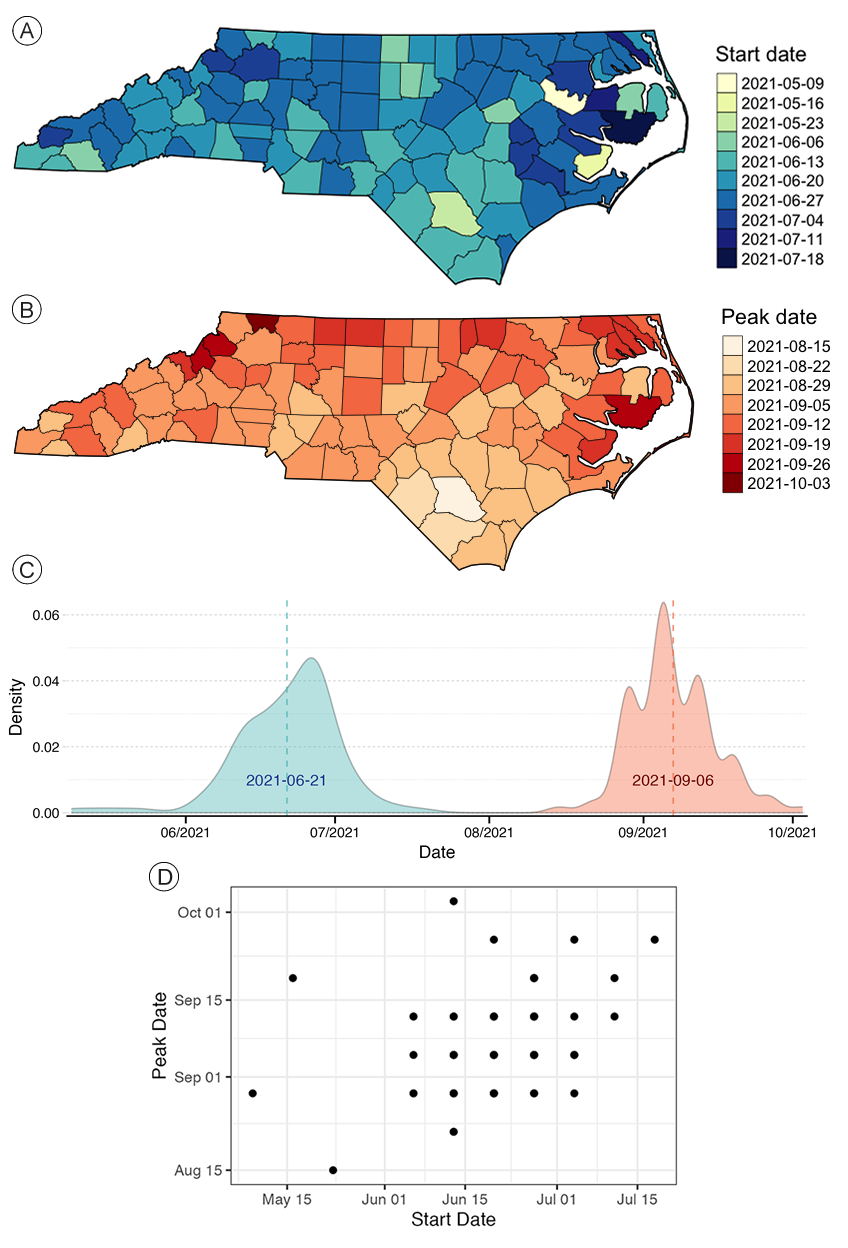 A
Start date
2021-05-09
2021-05-16
2021-05-23
2021-06-06
2021-06-13
2021-06-20
2021-06-27
2021-07-04
2021-07-11
2021-07-18
B
Peak date
2021-08-15
2021-08-22
2021-08-29
2021-09-05
2021-09-12
2021-09-19
2021-09-26
2021-10-03
C
Density
0.06
0.04
0.02
0.00
2021-06-21
2021-09-06
06/2021
07/2021
08/2021
09/2021
10/2021
Date
D
Peak Date
Oct 01
Sep 15
Sep 01
Aug 15
May 15
Jun 01
Jun 15
Jul 01
Jul 15
Start Date